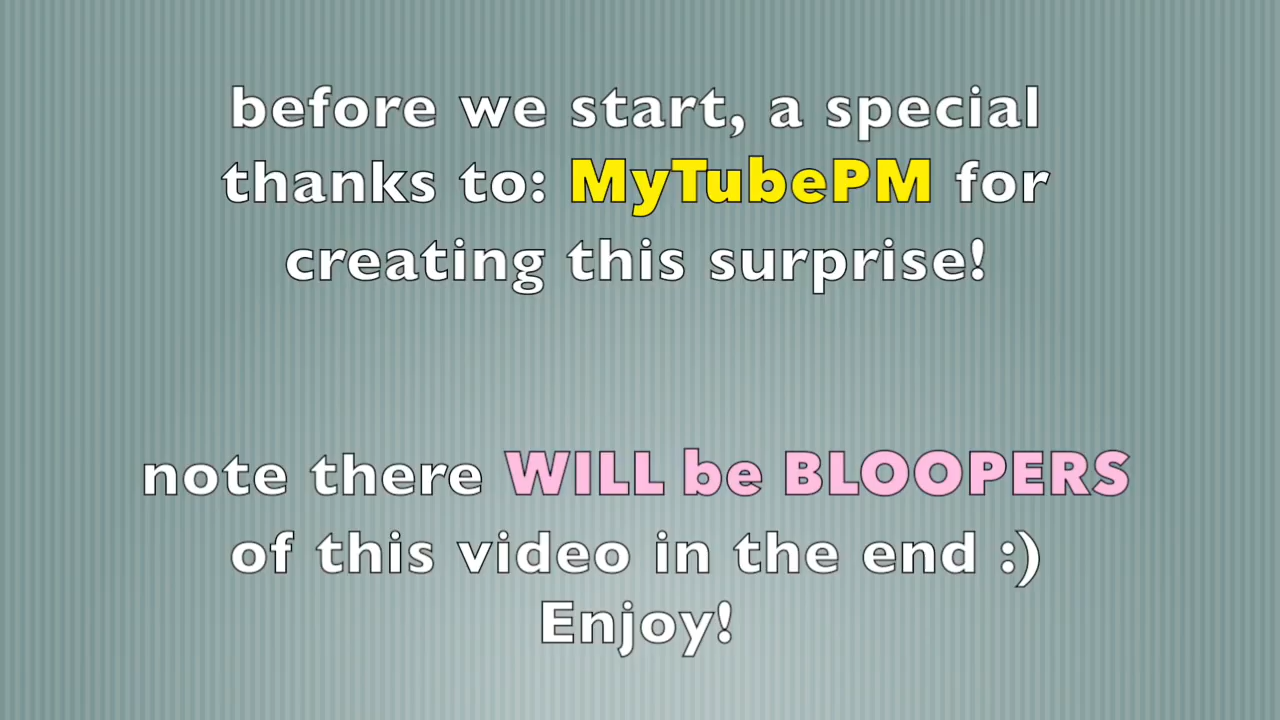 before we start, a special
thanks to: MyTubePM for
creating this surprise!
note there WILL be BLOOPERS
of this video in the end :)
Enjoy!